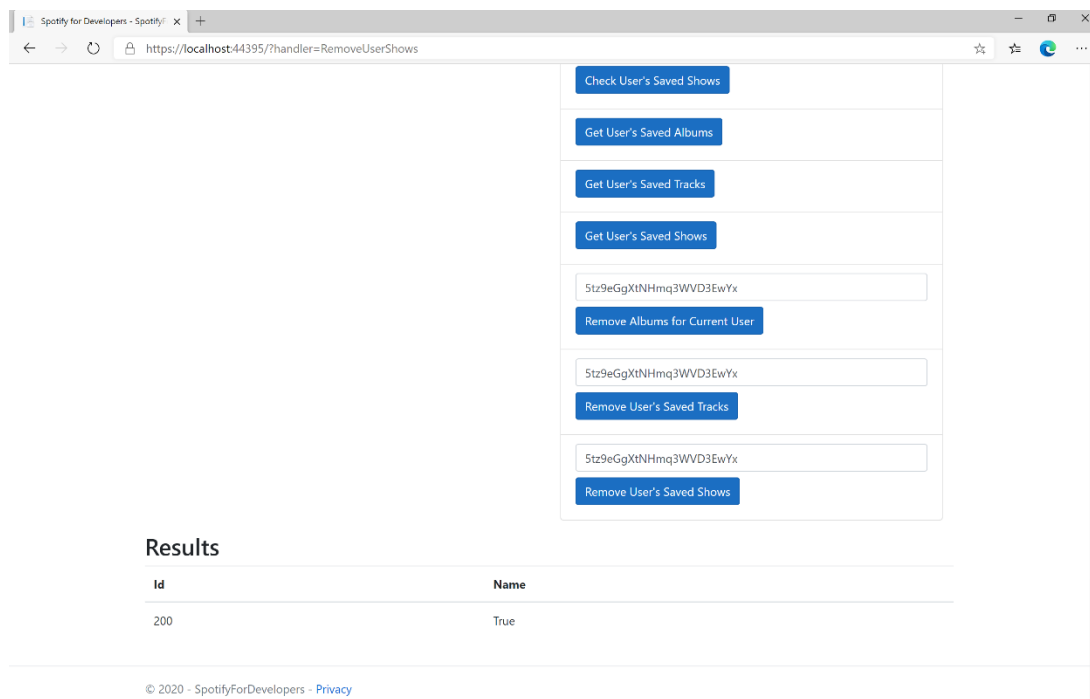 Spotify for Developers - Spotify
https://localhost:44395/?handler=RemoveUserShows
Check User's Saved Shows
Get User's Saved Albums
Get User's Saved Tracks
Get User's Saved Shows
5tz9eGgXtNHmq3WVD3EwYx
Remove Albums for Current User
5tz9eGgXtNHmq3WVD3EwYx
Remove User's Saved Tracks
5tz9eGgXtNHmq3WVD3EwYx
Remove User's Saved Shows
Results
Id Name
200 True
© 2020 - SpotifyForDevelopers - Privacy